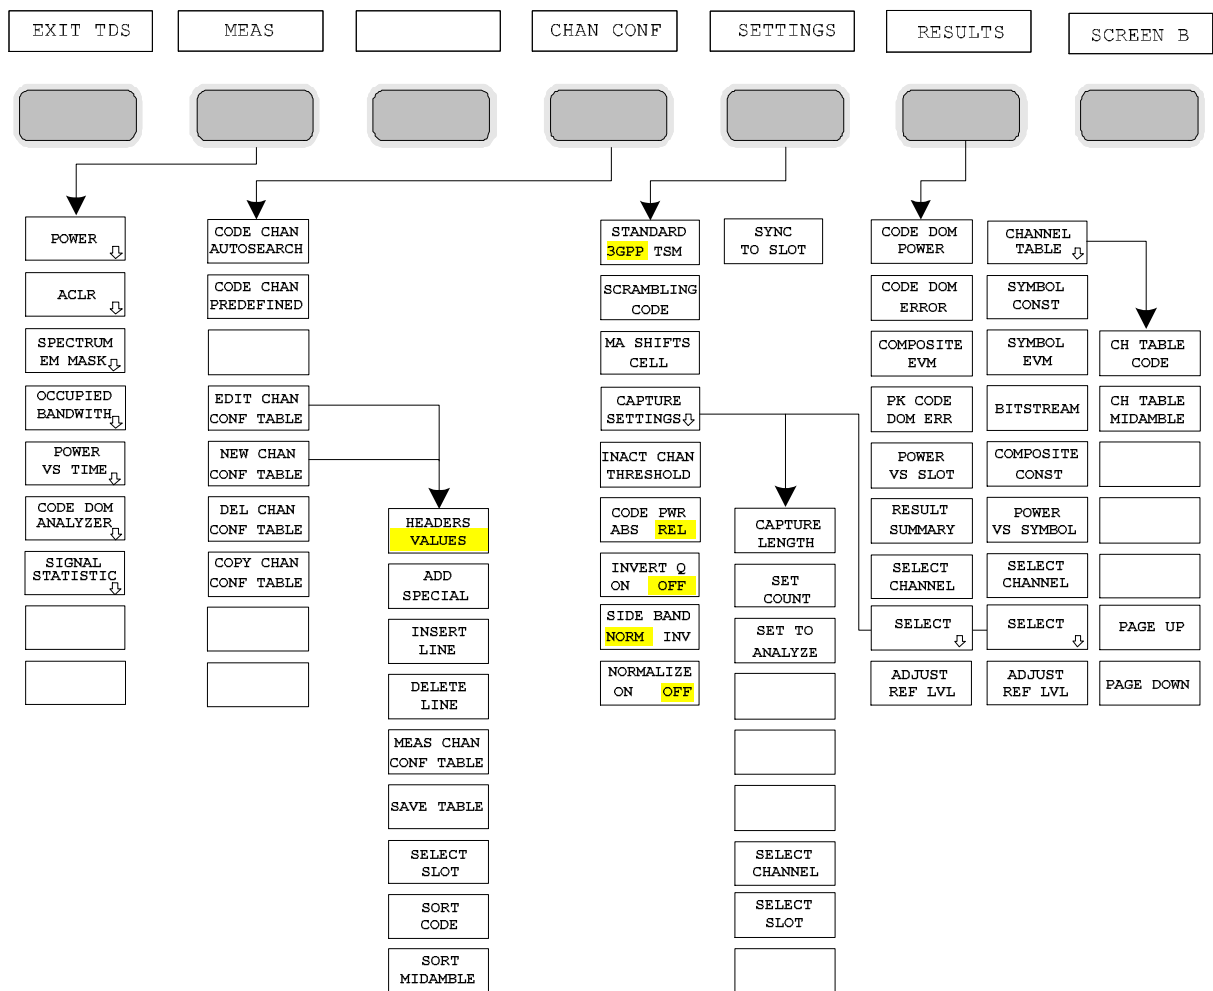 EXIT TDS
MEAS
CHAN CONF
SETTINGS
RESULTS
SCREEN B
POWER
ACLR
SPECTRUM
EM MASK
OCCUPIED
BANDWITH
POWER
VS TIME
CODE DOM
ANALYZER
SIGNAL
STATISTIC
CODE CHAN
AUTOSEARCH
CODE CHAN
PREDEFINED
EDIT CHAN
CONF TABLE
NEW CHAN
CONF TABLE
DEL CHAN
CONF TABLE
COPY CHAN
CONF TABLE
HEADERS
VALUES
ADD
SPECIAL
INSERT
LINE
DELETE
LINE
MEAS CHAN
CONF TABLE
SAVE TABLE
SELECT
SLOT
SORT
CODE
SORT
MIDAMBLE
STANDARD
3GPP TSM
SCRAMBLING
CODE
MA SHIFTS
CELL
CAPTURE
SETTINGS
INACT CHAN
THRESHOLD
CODE PWR
ABS REL
INVERT Q
ON OFF
SIDE BAND
NORM INV
NORMALIZE
ON OFF
SYNC
TO SLOT
CAPTURE
LENGTH
SET
COUNT
SET TO
ANALYZE
SELECT
CHANNEL
SELECT
SLOT
CODE DOM
POWER
CODE DOM
ERROR
COMPOSITE
EVM
PK CODE
DOM ERR
POWER
VS SLOT
RESULT
SUMMARY
SELECT
CHANNEL
SELECT
ADJUST
REF LVL
CHANNEL
TABLE
SYMBOL
CONST
SYMBOL
EVM
BITSTREAM
COMPOSITE
CONST
POWER
VS SYMBOL
SELECT
CHANNEL
SELECT
ADJUST
REF LVL
CH TABLE
CODE
CH TABLE
MIDAMBLE
PAGE UP
PAGE DOWN